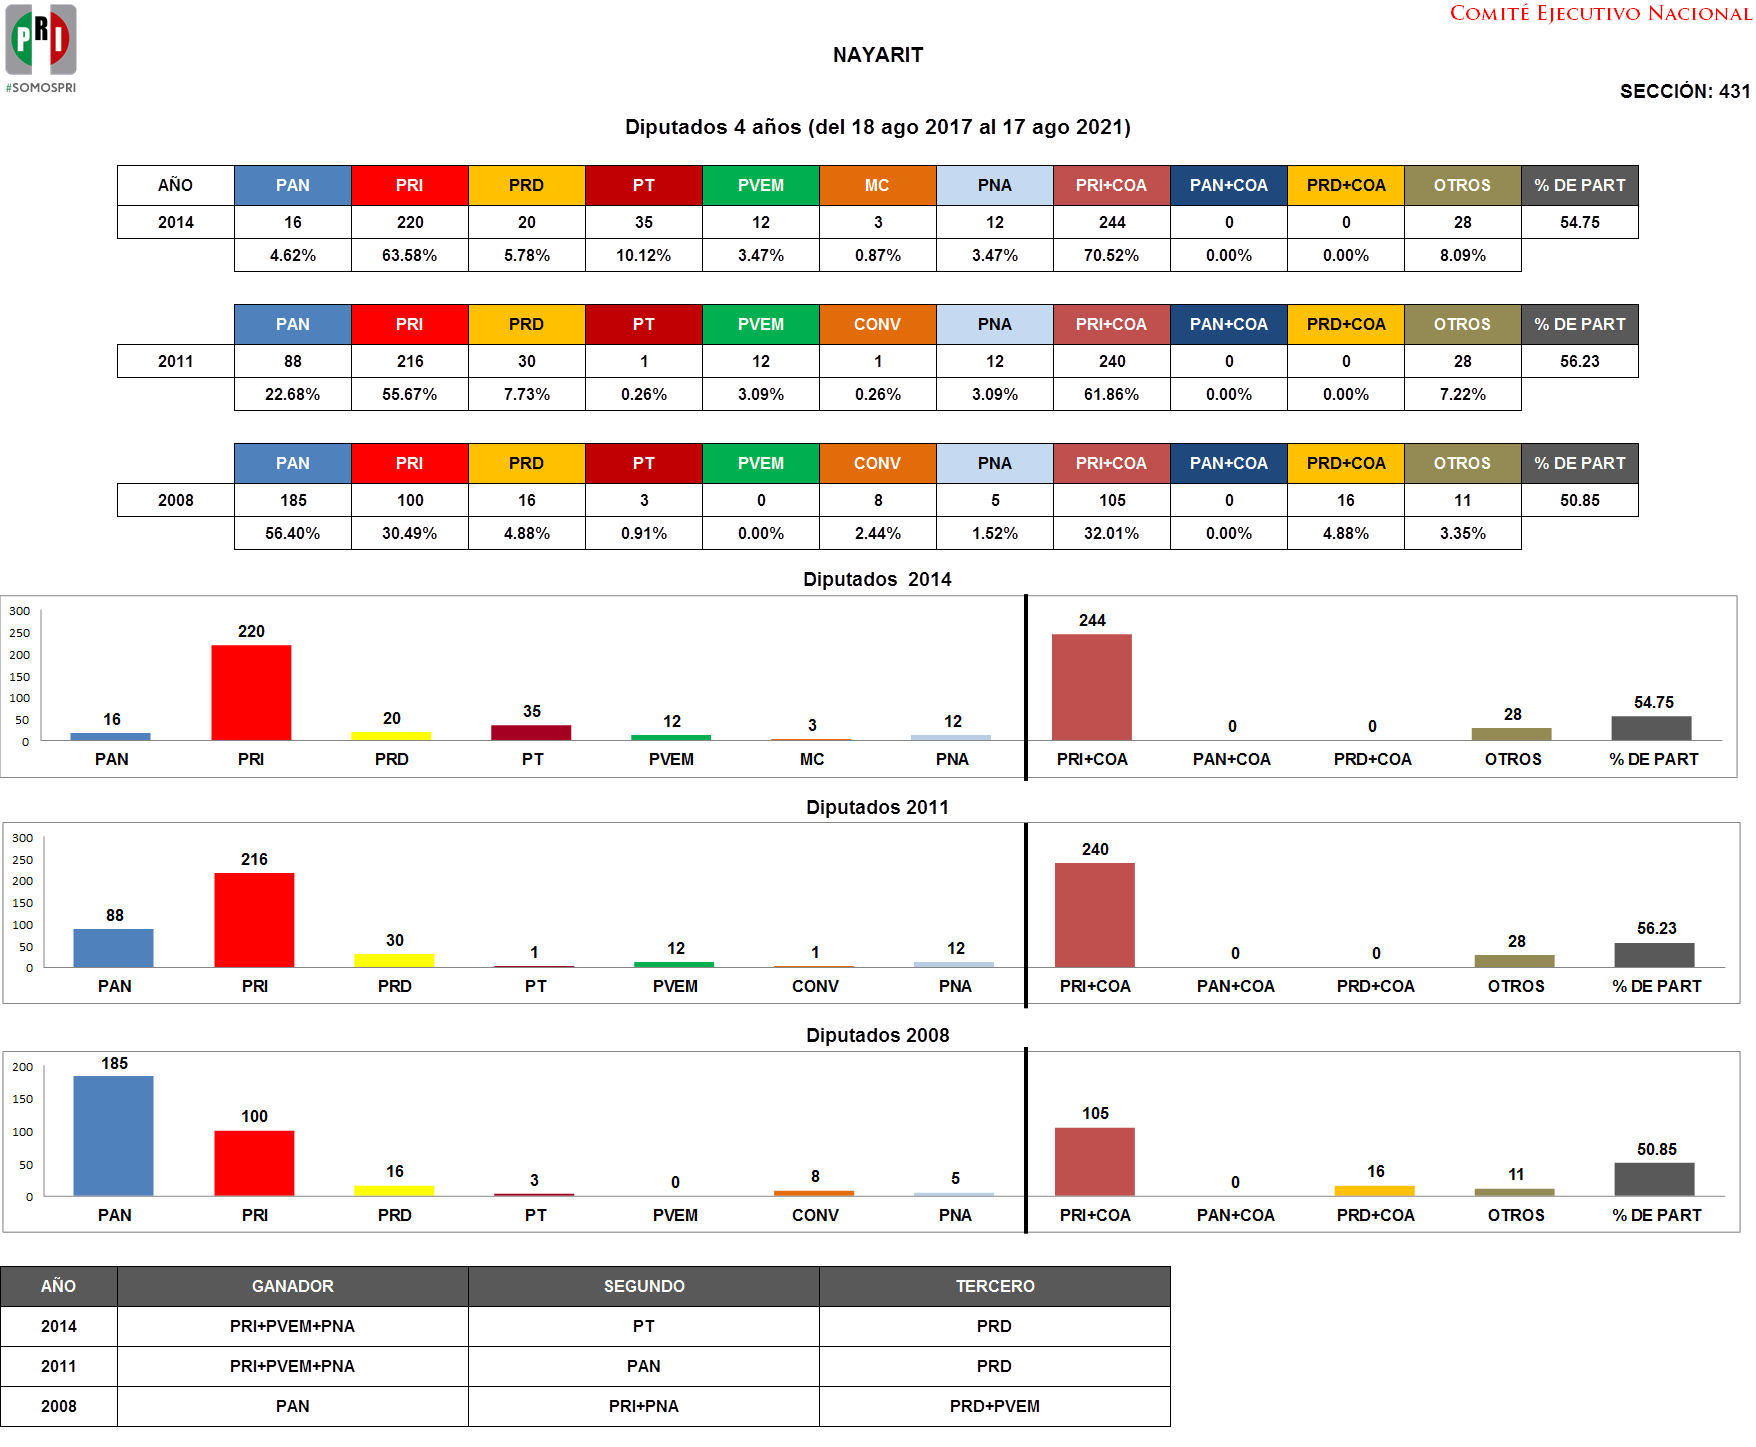 PRI
#SOMOSPRI
COMITÉ EJECUTIVO NACIONAL
NAYARIT
SECCIÓN: 431
Diputados 4 años (del 18 ago 2017 al 17 ago 2021)
AÑO PAN PRI PRD PT PVEM MC PNA PRI+COA PAN+COA PRD+COA OTROS % DE PART
2014 16 220 20 35 12 3 12 244 0 0 28 54.75
4.62% 63.58% 5.78% 10.12% 3.47% 0.87% 3.47% 70.52% 0.00% 0.00% 8.09%
PAN PRI PRD PT PVEM CONV PNA PRI+COA PAN+COA PRD+COA OTROS % DE PART
2011 88 216 30 1 12 1 12 240 0 0 28 56.23
22.68% 55.67% 7.73% 0.26% 3.09% 0.26% 3.09% 61.86% 0.00% 0.00% 7.22%
PAN PRI PRD PT PVEM CONV PNA PRI+COA PAN+COA PRD+COA OTROS % DE PART
2008 185 100 16 3 0 8 5 105 0 16 11 50.85
56.40% 30.49% 4.88% 0.91% 0.00% 2.44% 1.52% 32.01% 0.00% 4.88% 3.35%
Diputados 2014
300
250
200
150
100
50
0
16 220 20 35 12 3 12 244 0 0 28 54.75
PAN PRI PRD PT PVEM MC PNA PRI+COA PAN+COA PRD+COA OTROS % DE PART
Diputados 2011
300
250
200
150
100
50
0
88 216 30 1 12 1 12 240 0 0 28 56.23
PAN PRI PRD PT PVEM CONV PNA PRI+COA PAN+COA PRD+COA OTROS % DE PART
Diputados 2008
200
150
100
50
0
185 100 16 3 0 8 5 105 0 16 11 50.85
PAN PRI PRD PT PVEM CONV PNA PRI+COA PAN+COA PRD+COA OTROS % DE PART
AÑO GANADOR SEGUNDO TERCERO
2014 PRI+PVEM+PNA PT PRD
2011 PRI+PVEM+PNA PAN PRD
2008 PAN PRI+PNA PRD+PVEM